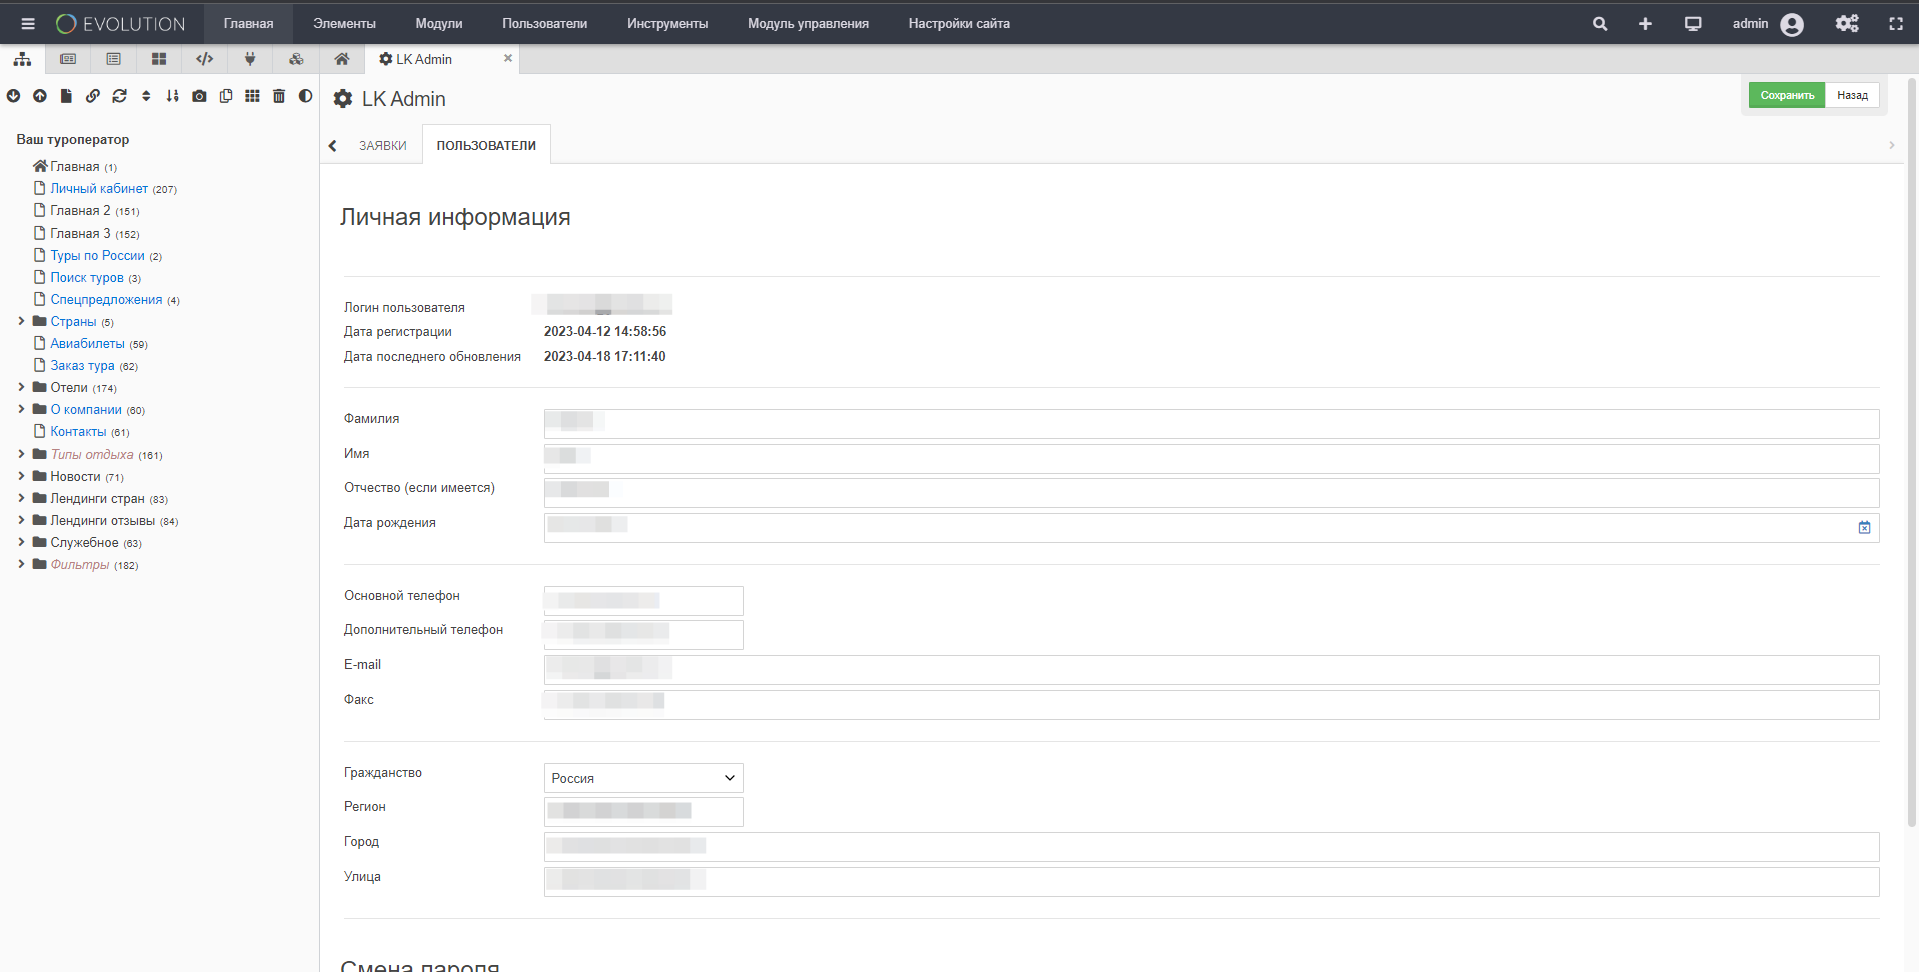 EVOLUTION Главная Элементы Модули Пользователи Инструменты Модуль управления Настройки сайта admin
LK Admin ×
LK Admin
Сохранить Назад
ЗАЯВКИ ПОЛЬЗОВАТЕЛИ
Ваш туроператор
Главная (1)
Личный кабинет (207)
Главная 2 (151)
Главная 3 (152)
Туры по России (2)
Поиск туров (3)
Спецпредложения (4)
Страны (5)
Авиабилеты (59)
Заказ тура (62)
Отели (174)
О компании (60)
Контакты (61)
Типы отдыха (161)
Новости (71)
Лендинги стран (83)
Лендинги отзывы (84)
Служебное (63)
Фильтры (182)
Личная информация
Логин пользователя
Дата регистрации 2023-04-12 14:58:56
Дата последнего обновления 2023-04-18 17:11:40
Фамилия
Имя
Отчество (если имеется)
Дата рождения
Основной телефон
Дополнительный телефон
E-mail
Факс
Гражданство Россия
Регион
Город
Улица
Смена пароля